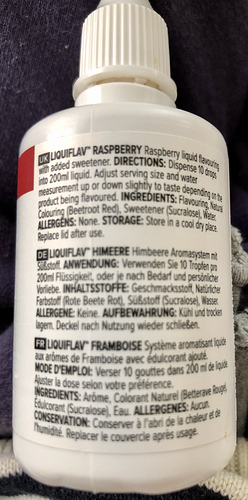 UK LIQUIFLAV™ RASPBERRY Raspberry liquid flavouring
with added sweetener. DIRECTIONS: Dispense 10 drops
into 200ml liquid. Adjust serving size and water
measurement up or down slightly to taste depending on the
product being flavoured. INGREDIENTS: Flavouring, Natural
Colouring (Beetroot Red), Sweetener (Sucralose), Water.
ALLERGENS: None. STORAGE: Store in a cool dry place.
Replace lid after use.
DE LIQUIFLAV™ HIMEERE Himbeere Aromasystem mit
Süßstoff. ANWENDUNG: Verwenden Sie 10 Tropfen pro
200ml Flüssigkeit, oder je nach Bedarf und persönlicher
Vorliebe. INHALTSSTOFFE: Geschmacksstoff, Natürlicher
Farbstoff (Rote Beete Rot), Süßstoff (Sucralose), Wasser.
ALLERGENE: Keine. AUFBEWAHRUNG: Kühl und trocken
lagern. Deckel nach Nutzung wieder schließen.
FR LIQUIFLAV™ FRAMBOISE Système aromatisant liquide
aux arômes de Framboise avec édulcorant ajouté.
MODE D'EMPLOI: Verser 10 gouttes dans 200 ml de liquide.
Ajuster la dose selon votre préférence.
INGRÉDIENTS: Arôme, Colorant Naturel (Betterave Rouge),
Édulcorant (Sucralose), Eau. ALLERGENES: Aucun.
CONSERVATION: Conserver à l'abri de la chaleur et de
l'humidité. Replacer le couvercle après usage.